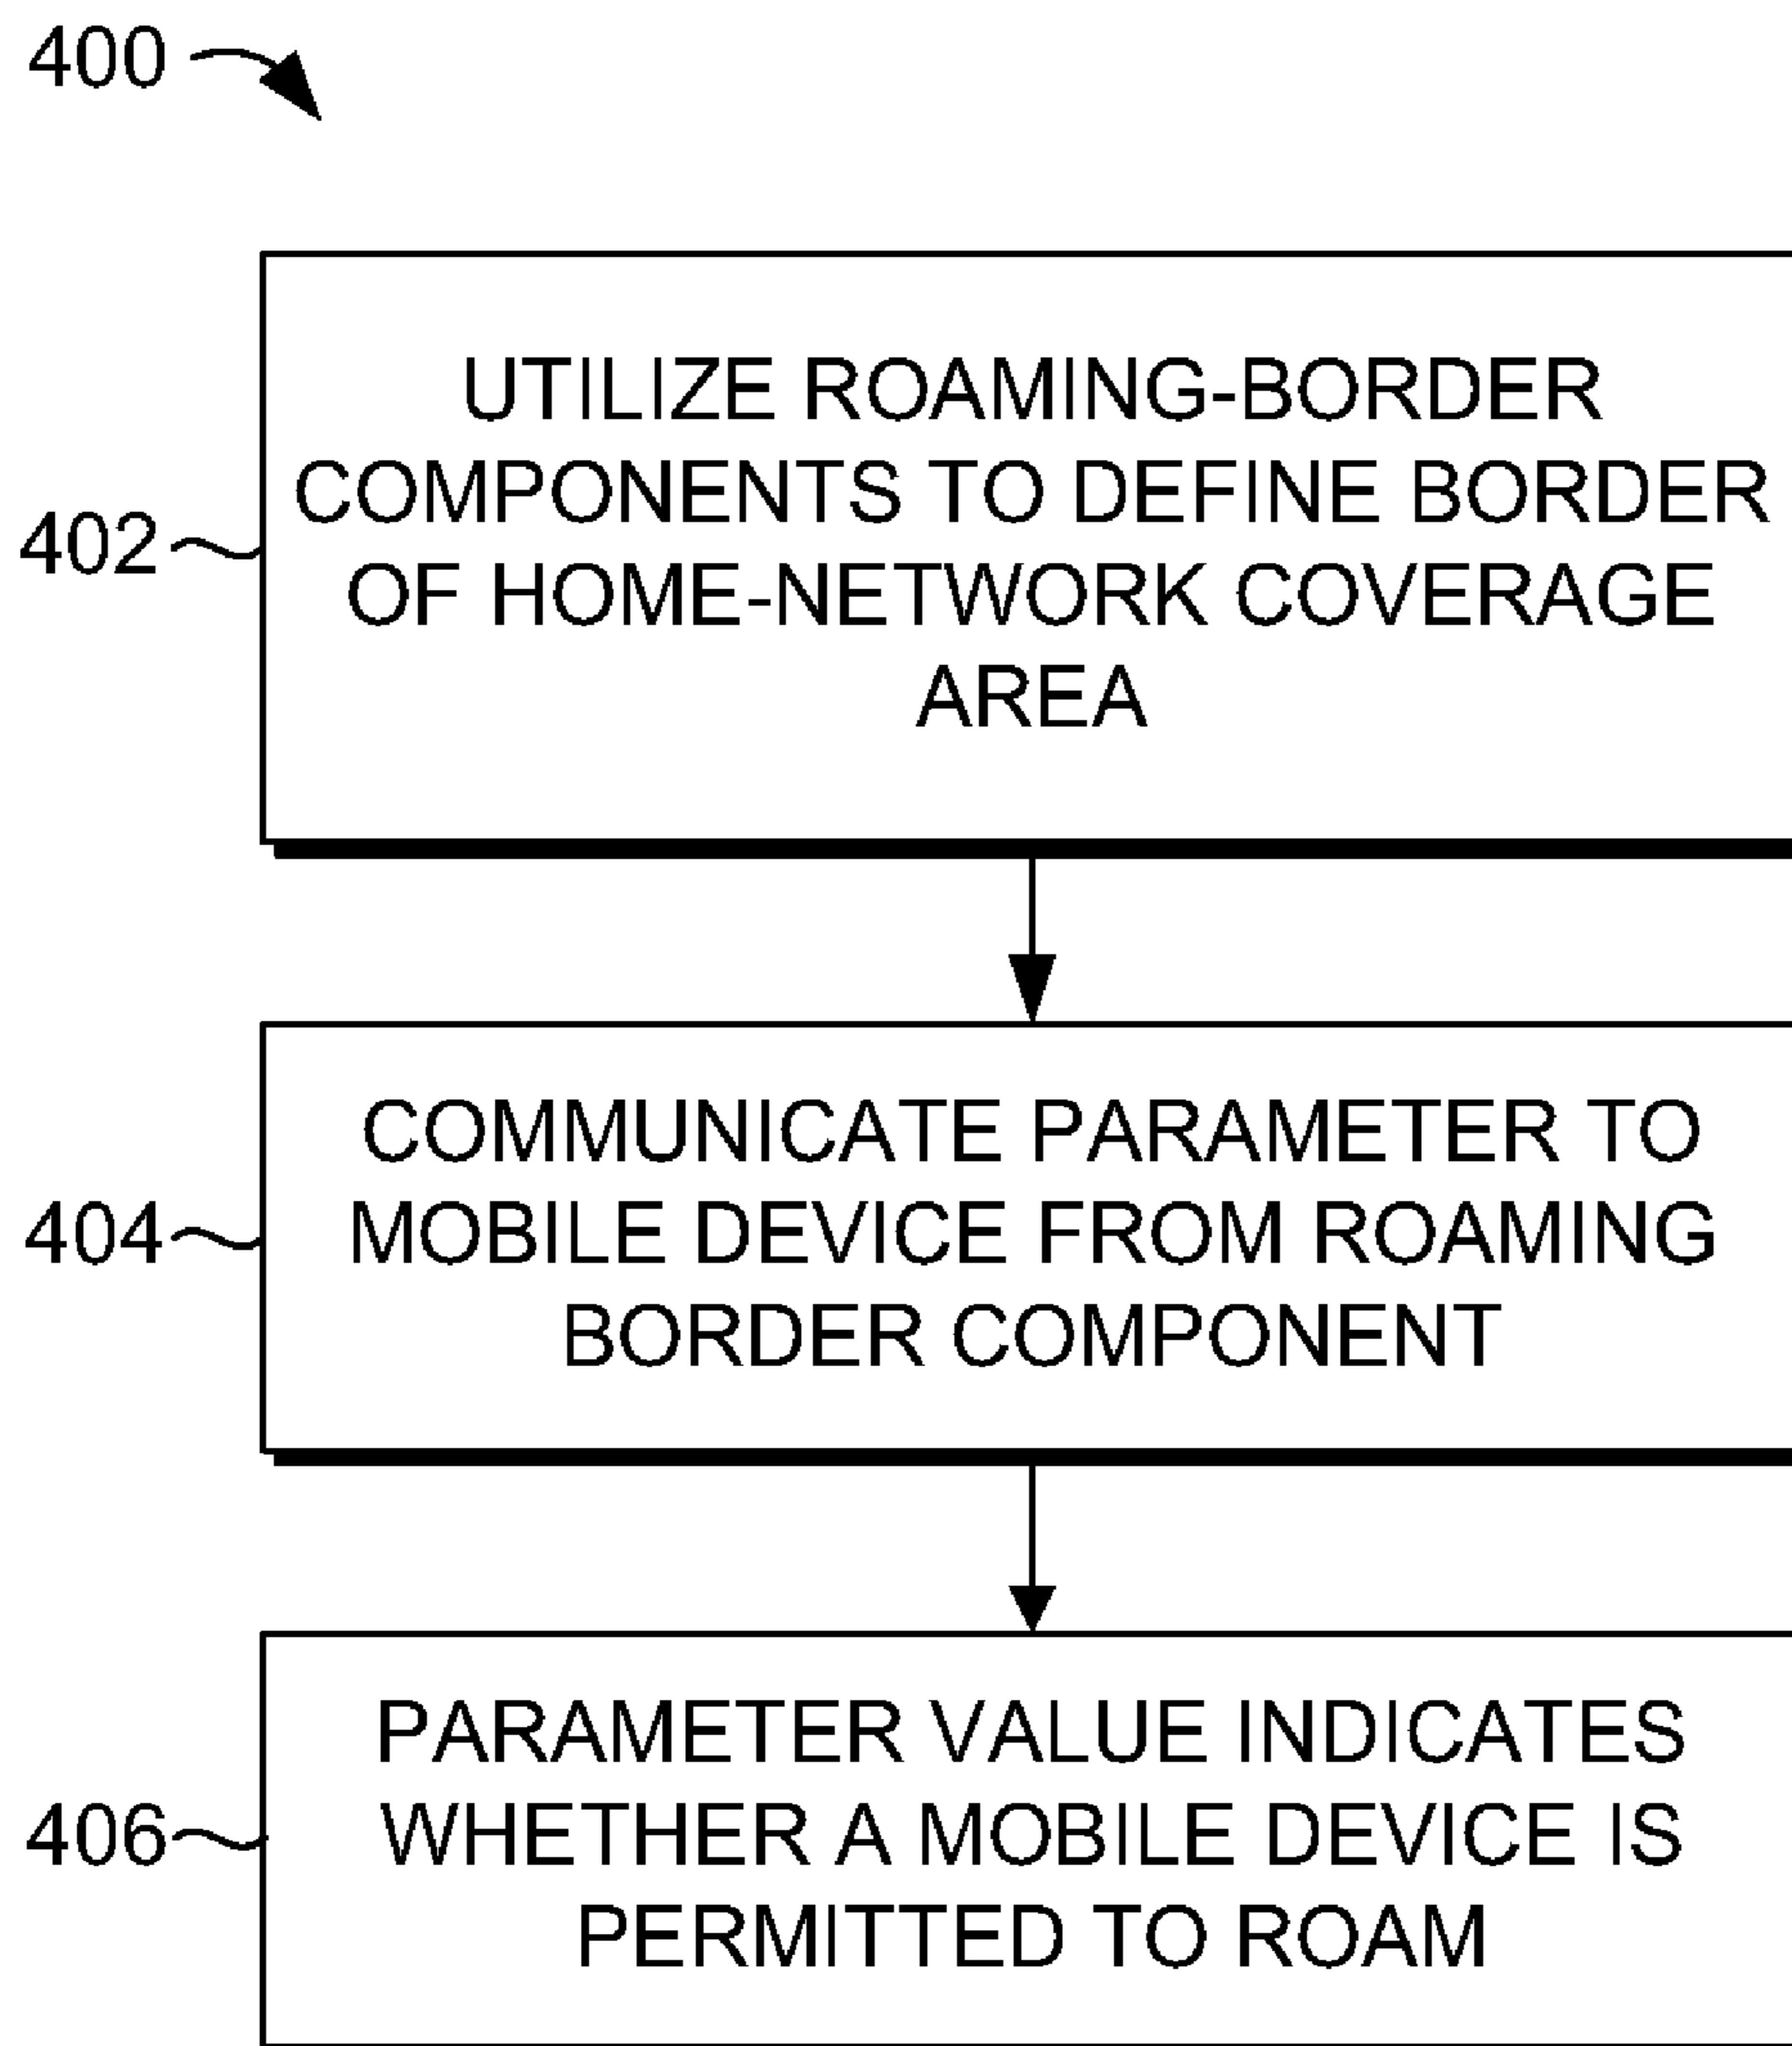 400
UTILIZE ROAMING-BORDER
COMPONENTS TO DEFINE BORDER
OF HOME-NETWORK COVERAGE
AREA
402
COMMUNICATE PARAMETER TO
MOBILE DEVICE FROM ROAMING
BORDER COMPONENT
404
PARAMETER VALUE INDICATES
WHETHER A MOBILE DEVICE IS
PERMITTED TO ROAM
406